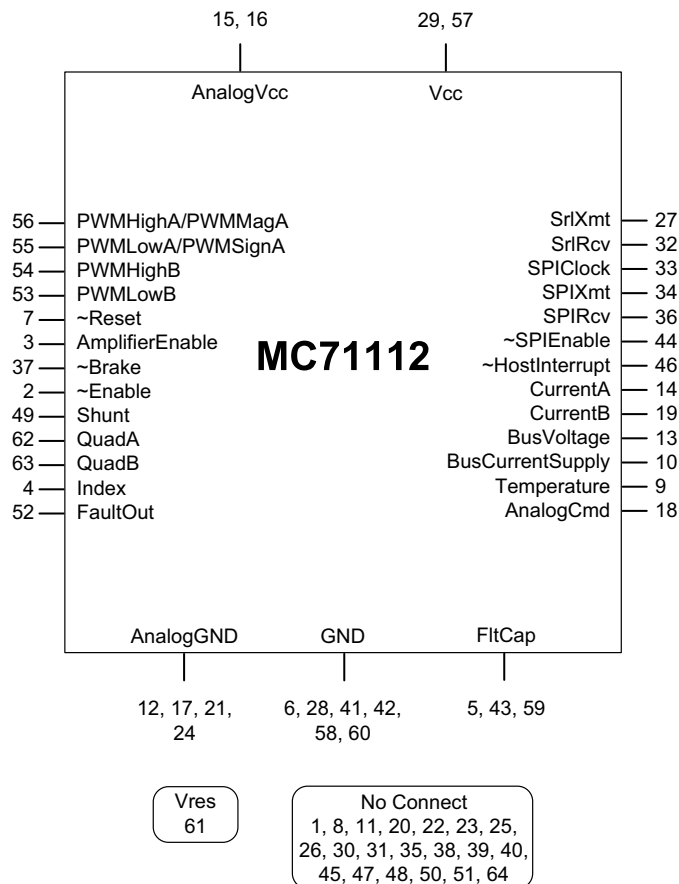 15, 16
29, 57
AnalogVcc
Vcc
56 PWMHighA/PWMMagA
55 PWMLowA/PWMSignA
54 PWMHighB
53 PWMLowB
7 ~Reset
3 AmplifierEnable
37 ~Brake
2 ~Enable
49 Shunt
62 QuadA
63 QuadB
4 Index
52 FaultOut
MC71112
SrlXmt 27
SrlRcv 32
SPIClock 33
SPIXmt 34
SPIRcv 36
~SPIEnable 44
~HostInterrupt 46
CurrentA 14
CurrentB 19
BusVoltage 13
BusCurrentSupply 10
Temperature 9
AnalogCmd 18
AnalogGND
GND
FltCap
12, 17, 21,
24
6, 28, 41, 42,
58, 60
5, 43, 59
Vres
61
No Connect
1, 8, 11, 20, 22, 23, 25,
26, 30, 31, 35, 38, 39, 40,
45, 47, 48, 50, 51, 64